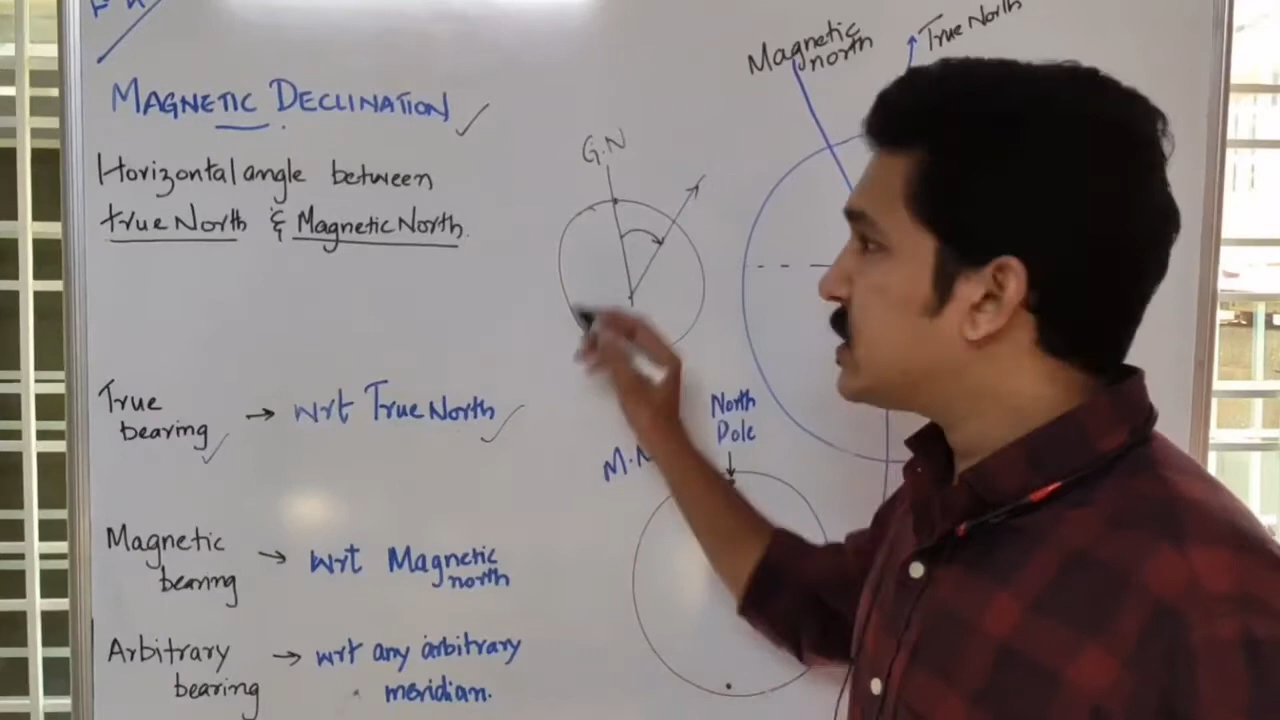 MAGNETIC DECLINATION
Horizontal angle between
true North & Magnetic North.
True
bearing → wrt True North
Magnetic
bearing → wrt Magnetic
north
Arbitrary
bearing → wrt any arbitrary
meridian.
G.N
Magnetic
north
True North
North
Pole
M.N